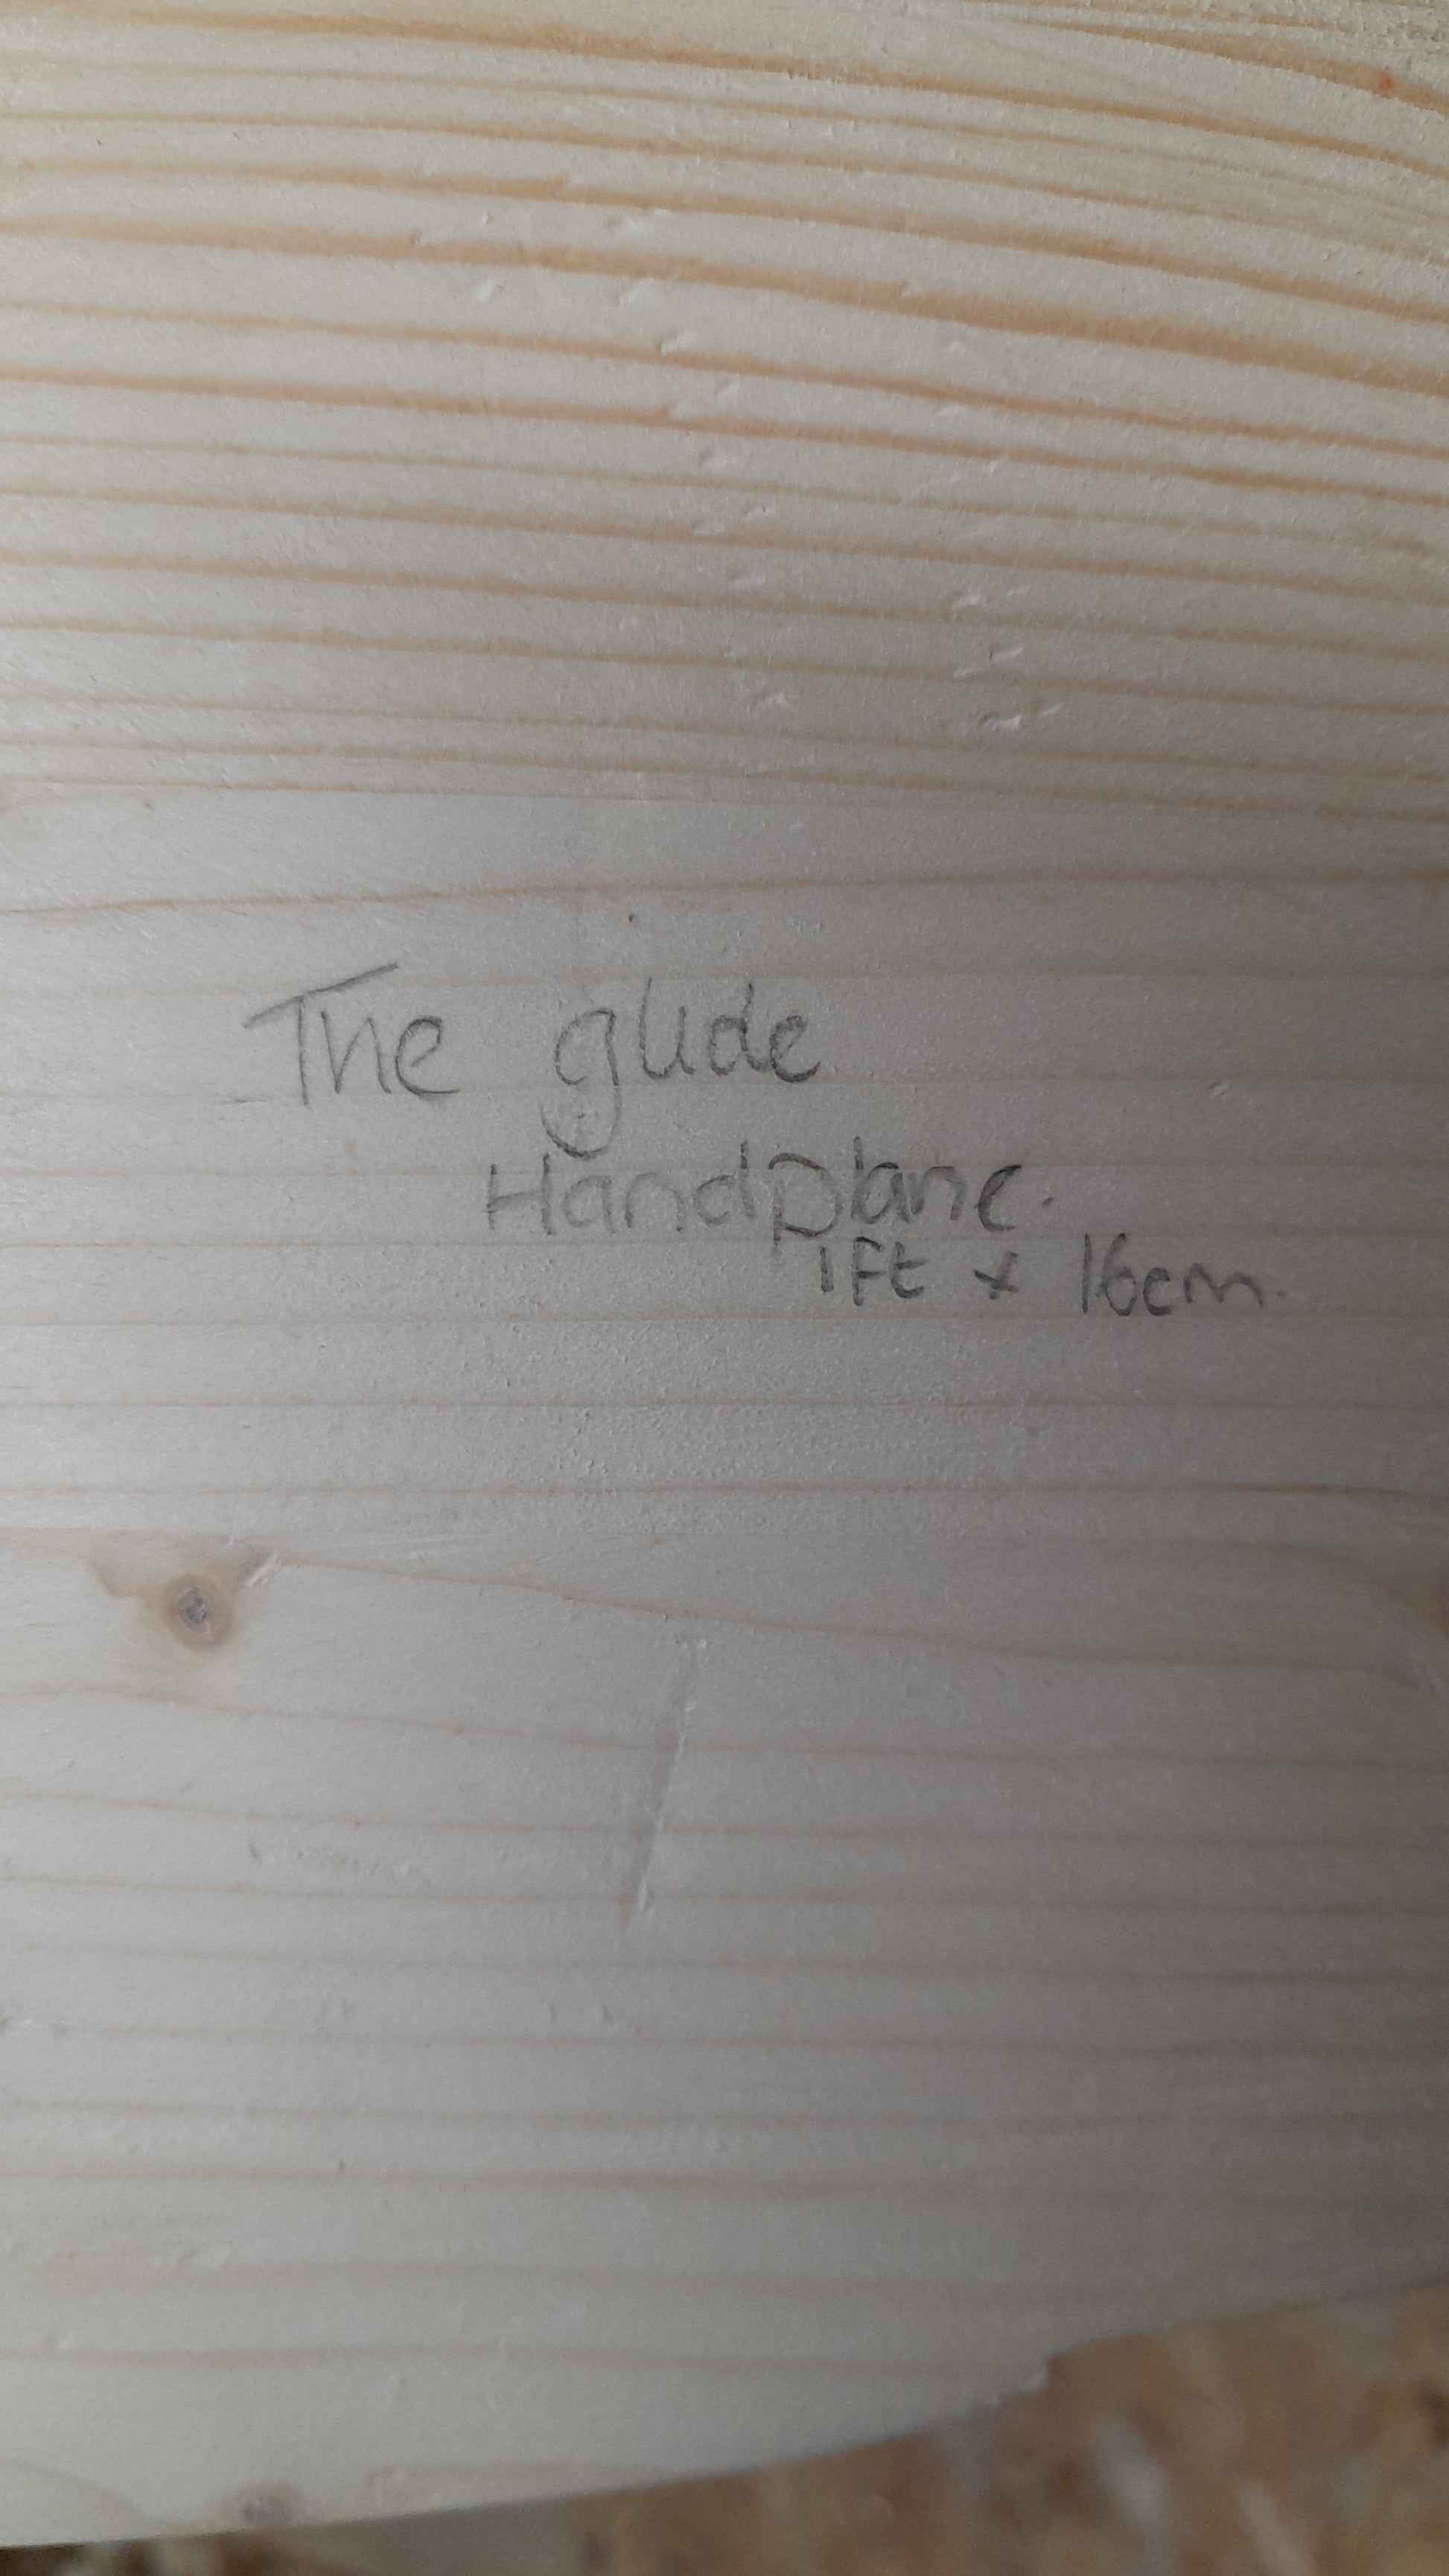 The glide
Handplane.
1ft x 16cm.